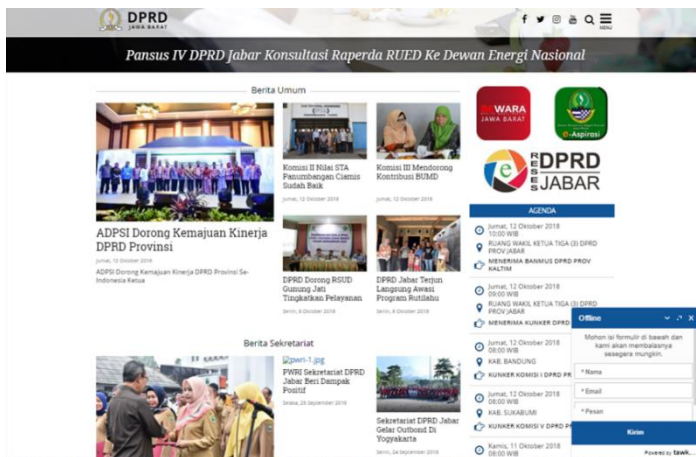 DPRD
JAWA BARAT
MENU
Pansus IV DPRD Jabar Konsultasi Raperda RUED Ke Dewan Energi Nasional
Berita Umum
ADPSI Dorong Kemajuan Kinerja
DPRD Provinsi
Jumat, 12 Oktober 2018
ADPSI Dorong Kemajuan Kinerja DPRD Provinsi Se-
Indonesia Ketua
Komisi II Nilai STA
Panumbangan Ciamis
Sudah Baik
Jumat, 12 Oktober 2018
Komisi III Mendorong
Kontribusi BUMD
Jumat, 12 Oktober 2018
DPRD Dorong RSUD
Gunung Jati
Tingkatkan Pelayanan
Senin, 8 Oktober 2018
DPRD Jabar Terjun
Langsung Awasi
Program Rutilahu
Senin, 8 Oktober 2018
Berita Sekretariat
pwri-1.jpg
PWRI Sekretariat DPRD
Jabar Beri Dampak
Positif
Selasa, 25 September 2018
Sekretariat DPRD Jabar
Gelar Outbond Di
Yogyakarta
Senin, 24 September 2018
WARA
JAWA BARAT
e-Aspirasi
e
RESES
DPRD
JABAR
AGENDA
Jumat, 12 Oktober 2018
10:00 WIB
RUANG WAKIL KETUA TIGA (3) DPRD
PROV JABAR
MENERIMA BANMUS DPRD PROV
KALTIM
Jumat, 12 Oktober 2018
09:00 WIB
RUANG WAKIL KETUA TIGA (3) DPRD
PROV JABAR
MENERIMA KUNKER DPRD
Jumat, 12 Oktober 2018
08:00 WIB
KAB. BANDUNG
KUNKER KOMISI I DPRD PR
Jumat, 12 Oktober 2018
08:00 WIB
KAB. SUKABUMI
KUNKER KOMISI V DPRD P
Kamis, 11 Oktober 2018
08:00 WIB
Offline
Mohon isi formulir di bawah dan
kami akan membalasnya
sesegera mungkin.
* Nama
* Email
* Pesan
Kirim
Powered by tawk.